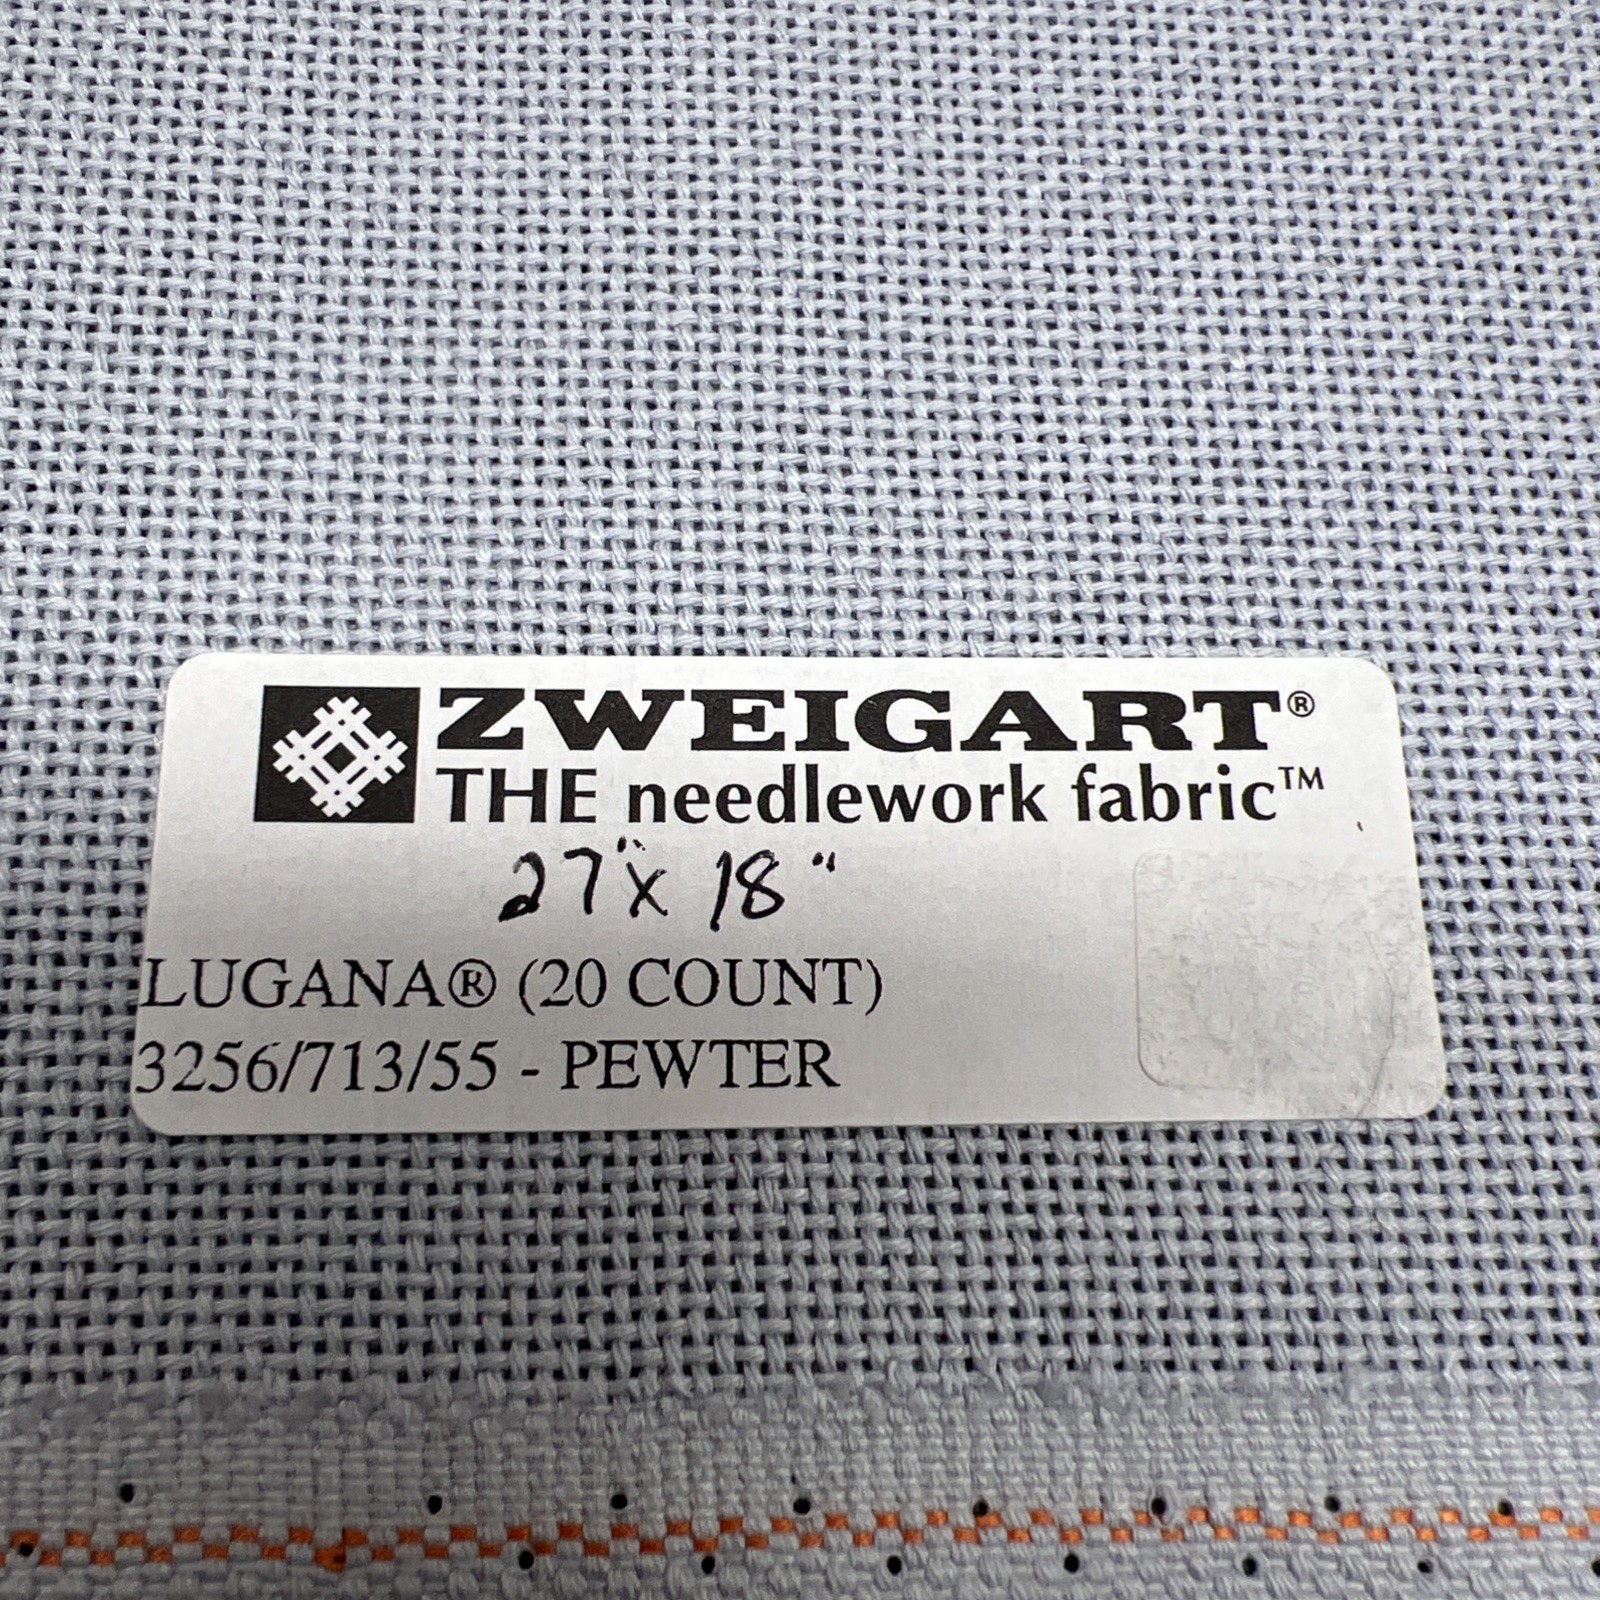 ZWEIGART®
THE needlework fabric™
27" x 18"
LUGANA® (20 COUNT)
3256/713/55 - PEWTER